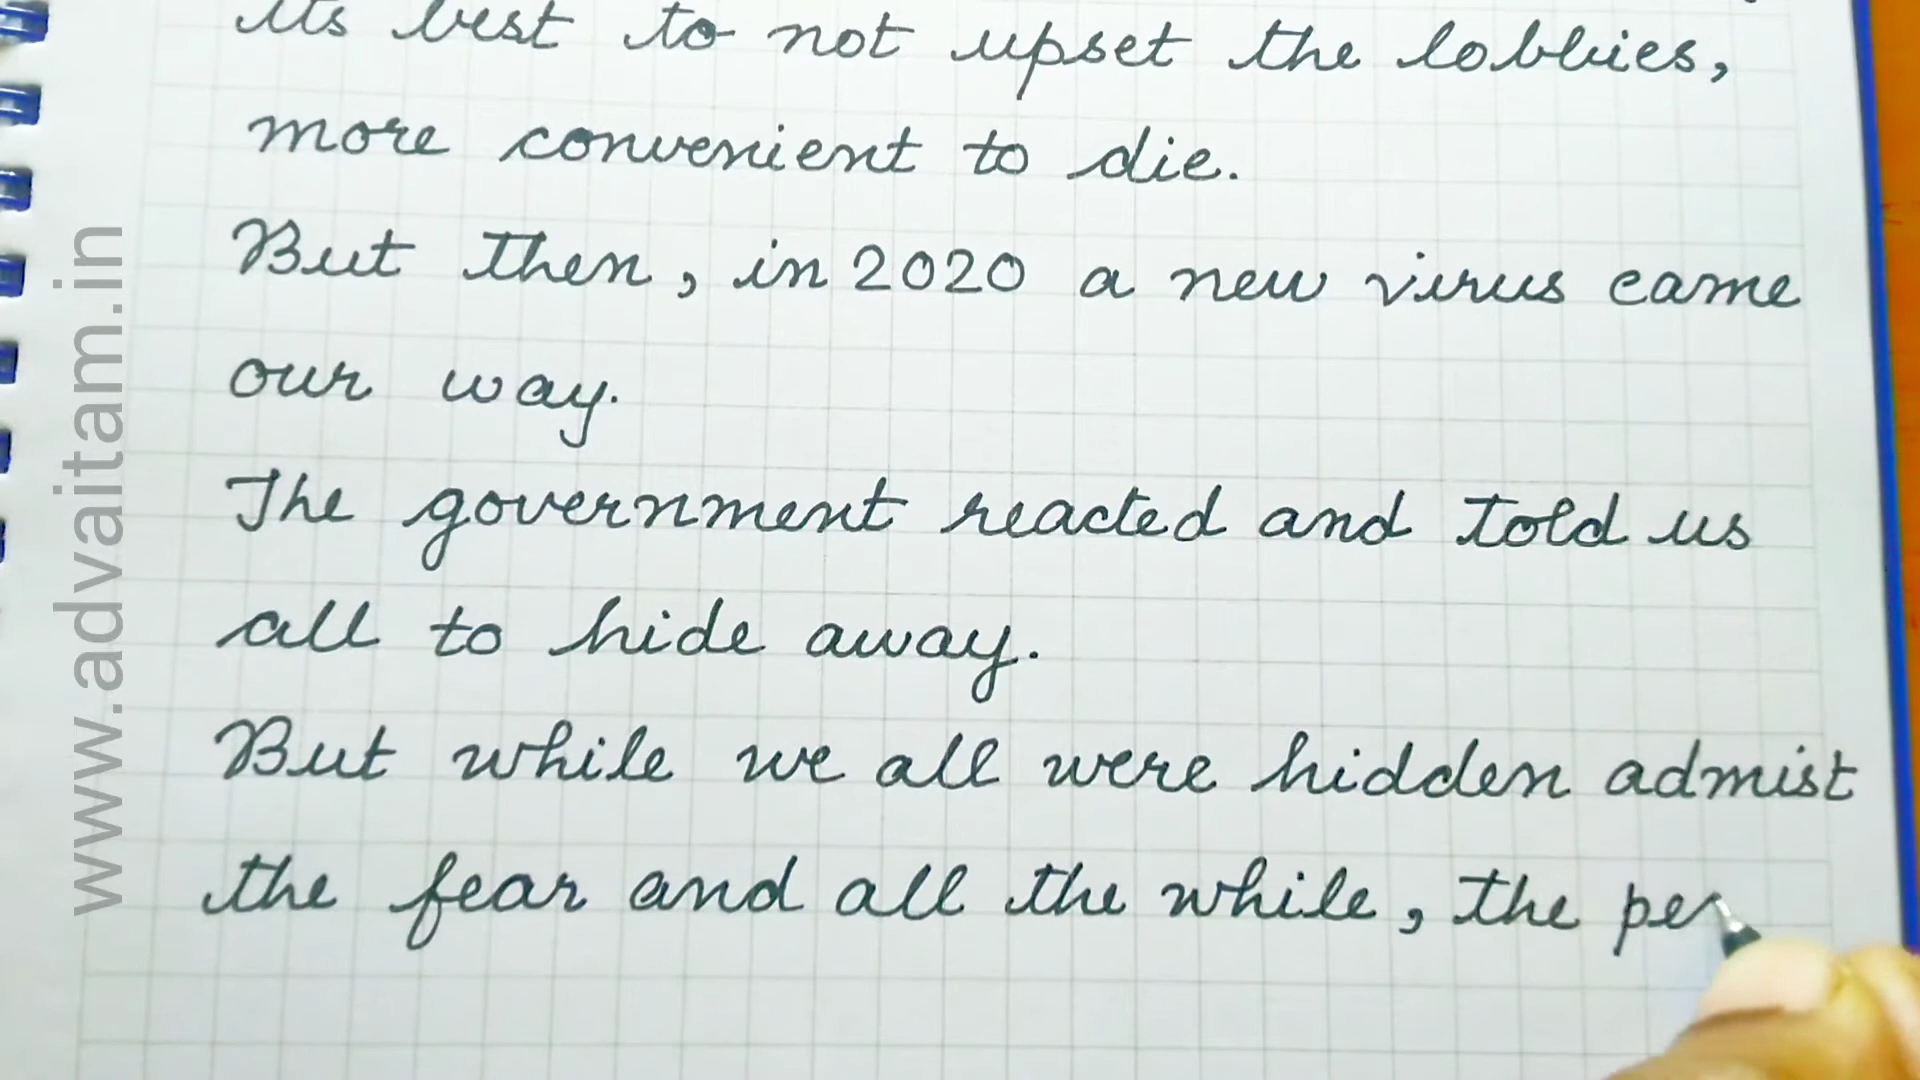 its best to not upset the lobbies,
more convenient to die.
But then, in 2020 a new virus came
our way.
The government reacted and told us
all to hide away.
But while we all were hidden admist
the fear and all the while, the pe
www.advaitam.in